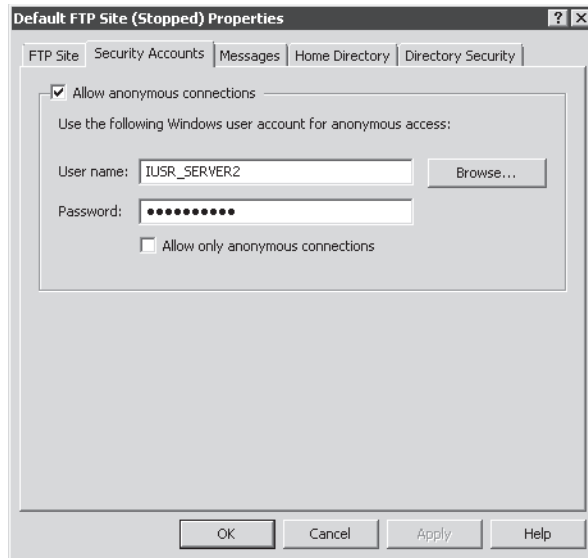 Default FTP Site (Stopped) Properties
FTP Site Security Accounts Messages Home Directory Directory Security
Allow anonymous connections
Use the following Windows user account for anonymous access:
User name: IUSR_SERVER2 Browse...
Password: ●●●●●●●●●●
Allow only anonymous connections
OK Cancel Apply Help